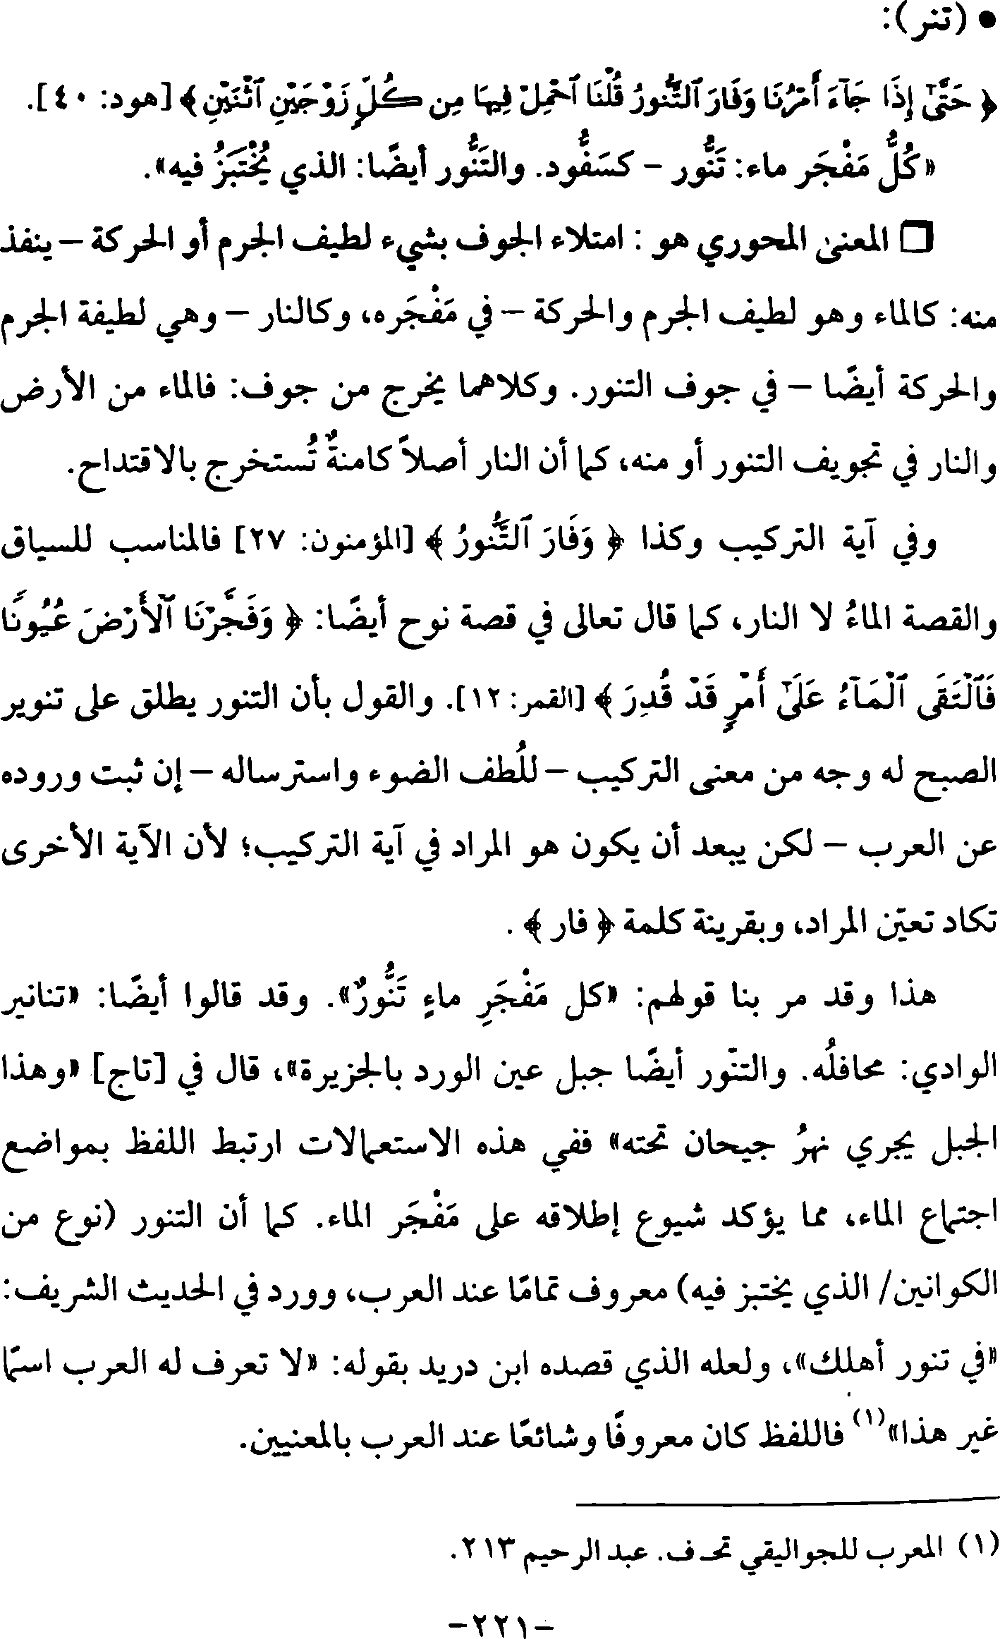 • (تنر):
﴿ حَتَّىٰٓ إِذَا جَآءَ أَمْرُنَا وَفَارَ ٱلتَّنُّورُ قُلْنَا ٱحْمِلْ فِيهَا مِن كُلٍّ زَوْجَيْنِ ٱثْنَيْنِ ﴾ [هود: ٤٠].
«كُلُّ مَفْجَر ماء: تَنُّور – كسَفُّود. والتَنُّور أيضًا: الذي يُخْتَبَزُ فيه».
❒ المعنى المحوري هو : امتلاء الجوف بشيء لطيف الجرم أو الحركة – ينفذ
منه: كالماء وهو لطيف الجرم والحركة – في مَفْجَره، وكالنار – وهي لطيفة الجرم
والحركة أيضًا – في جوف التنور. وكلاهما يخرج من جوف: فالماء من الأرض
والنار في تجويف التنور أو منه، كما أن النار أصلاً كامنةٌ تُستخرج بالاقتداح.
وفي آية التركيب وكذا ﴿ وَفَارَ ٱلتَّنُّورُ ﴾ [المؤمنون: ٢٧] فالمناسب للسياق
والقصة الماءُ لا النار، كما قال تعالى في قصة نوح أيضًا: ﴿ وَفَجَّرْنَا ٱلْأَرْضَ عُيُونًا
فَٱلْتَقَى ٱلْمَآءُ عَلَىٰٓ أَمْرٍ قَدْ قُدِرَ ﴾ [القمر: ١٢]. والقول بأن التنور يطلق على تنوير
الصبح له وجه من معنى التركيب – للُطف الضوء واسترساله – إن ثبت وروده
عن العرب – لكن يبعد أن يكون هو المراد في آية التركيب؛ لأن الآية الأخرى
تكاد تعيّن المراد، وبقرينة كلمة ﴿ فار ﴾ .
هذا وقد مر بنا قولهم: «كل مَفْجَرِ ماءٍ تَنُّورٌ». وقد قالوا أيضًا: «تنانير
الوادي: محافلُه. والتنّور أيضًا جبل عين الورد بالجزيرة»، قال في [تاج] «وهذا
الجبل يجري نهرُ جيحان تحته» ففي هذه الاستعمالات ارتبط اللفظ بمواضع
اجتماع الماء، مما يؤكد شيوع إطلاقه على مَفْجَر الماء. كما أن التنور (نوع من
الكوانين/ الذي يختبز فيه) معروف تمامًا عند العرب، وورد في الحديث الشريف:
«في تنور أهلك»، ولعله الذي قصده ابن دريد بقوله: «لا تعرف له العرب اسمًا
غير هذا»(١) فاللفظ كان معروفًا وشائعًا عند العرب بالمعنيين.
(١) المعرب للجواليقي تحـ ف. عبد الرحيم ٢١٣.
-٢٢١-